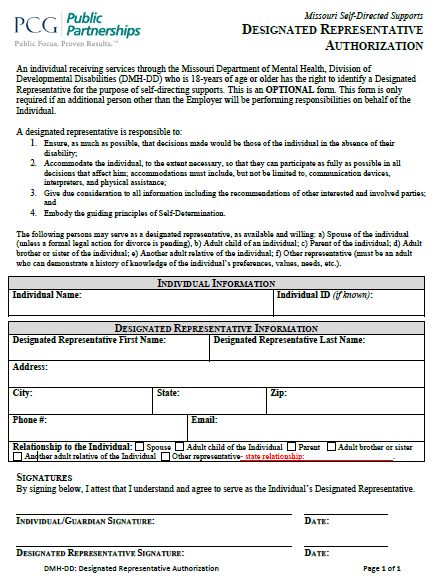 PCG Public Partnerships
Public Focus. Proven Results.™
Missouri Self-Directed Supports
DESIGNATED REPRESENTATIVE
AUTHORIZATION
An individual receiving services through the Missouri Department of Mental Health, Division of
Developmental Disabilities (DMH-DD) who is 18-years of age or older has the right to identify a Designated
Representative for the purpose of self-directing supports. This is an OPTIONAL form. This form is only
required if an additional person other than the Employer will be performing responsibilities on behalf of the
Individual.
A designated representative is responsible to:
1. Ensure, as much as possible, that decisions made would be those of the individual in the absence of their
disability;
2. Accommodate the individual, to the extent necessary, so that they can participate as fully as possible in all
decisions that affect him; accommodations must include, but not be limited to, communication devices,
interpreters, and physical assistance;
3. Give due consideration to all information including the recommendations of other interested and involved parties;
and
4. Embody the guiding principles of Self-Determination.
The following persons may serve as a designated representative, as available and willing: a) Spouse of the individual
(unless a formal legal action for divorce is pending), b) Adult child of an individual; c) Parent of the individual; d) Adult
brother or sister of the individual; e) Another adult relative of the individual; f) Other representative (must be an adult
who can demonstrate a history of knowledge of the individual's preferences, values, needs, etc.).
INDIVIDUAL INFORMATION
Individual Name: Individual ID (if known):
DESIGNATED REPRESENTATIVE INFORMATION
Designated Representative First Name: Designated Representative Last Name:
Address:
City: State: Zip:
Phone #: Email:
Relationship to the Individual: Spouse Adult child of the Individual Parent Adult brother or sister
Another adult relative of the Individual Other representative- state relationship:
SIGNATURES
By signing below, I attest that I understand and agree to serve as the Individual's Designated Representative.
INDIVIDUAL/GUARDIAN SIGNATURE: DATE:
DESIGNATED REPRESENTATIVE SIGNATURE: DATE:
DMH-DD: Designated Representative Authorization Page 1 of 1